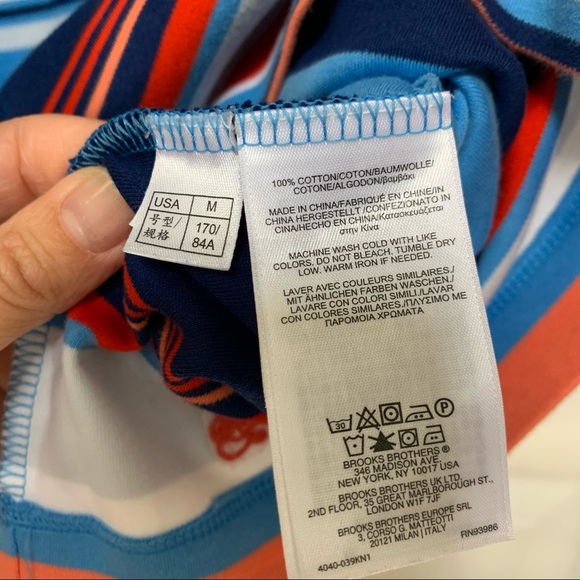 USA M
号型/ 170/
规格 84A
100% COTTON/COTON/BAUMWOLLE/
COTONE/ALGODON/βαμβάκι
MADE IN CHINA/FABRIQUÉ EN CHINE/IN
CHINA HERGESTELLT /CONFEZIONATO IN
CINA/HECHO EN CHINA/Κατασκευάζεται
στην Κίνα
MACHINE WASH COLD WITH LIKE
COLORS. DO NOT BLEACH. TUMBLE DRY
LOW. WARM IRON IF NEEDED.
LAVER AVEC COULEURS SIMILAIRES./
MIT ÄHNLICHEN FARBEN WASCHEN/
LAVARE CON COLORI SIMILI./LAVAR
CON COLORES SIMILARES./ΠΛΥΣΙΜΟ ΜΕ
ΠΑΡΟΜΟΙΑ ΧΡΩΜΑΤΑ
30 P
BROOKS BROTHERS®
346 MADISON AVE.
NEW YORK, NY 10017 USA
BROOKS BROTHERS UK LTD,
2ND FLOOR, 35 GREAT MARLBOROUGH ST.,
LONDON W1F 7JF
BROOKS BROTHERS EUROPE SRL
3, CORSO G. MATTEOTTI
20121 MILAN | ITALY RN93986
4040-039KN1